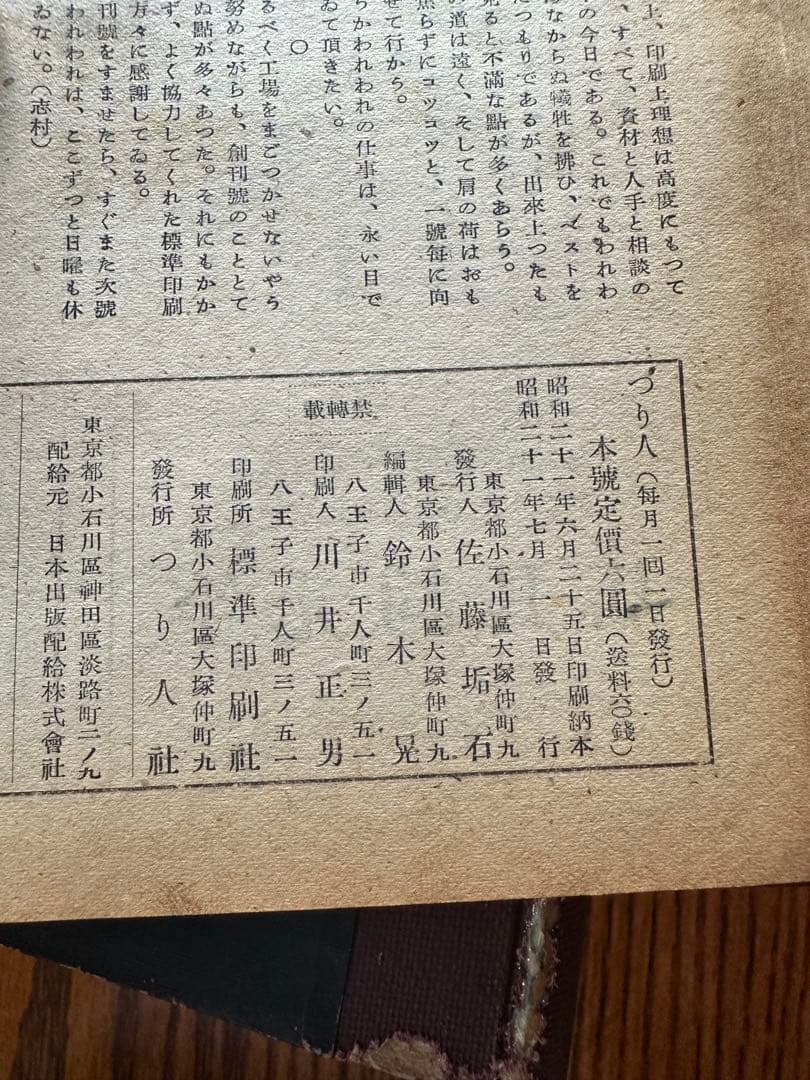 上、印刷上理想は高度にもつて
、すべて、資材と人手と相談の
の今日である。これでもわれわ
なからぬ犠牲を拂ひ、ベストを
たつもりであるが、出來上つたも
見ると不滿な點が多くあらう。
の道は遠く、そして肩の荷はおも
焦らずにコツコツと、一號每に向
せて行から。
らかわれわれの仕事は、永い日で
ゐて頂きたい。
○
るべく工場をまごつかせないやう
努めながらも、創刊號のこととて
ぬ點が多々あつた。それにもかか
ず、よく協力してくれた標準印刷
方々に感謝してゐる。
刊號をすませたら、すぐまた次號
われわれは、ここずつと日曜も休
ゐない。(志村)
つり人(每月一回一日發行)
本號定價六圓(送料六〇錢)
昭和二十一年六月二十五日印刷納本
昭和二十一年七月一日發行
東京都小石川區大塚仲町九
發行人 佐藤垢石
東京都小石川區大塚仲町九
編輯人 鈴木晃
禁轉載
八王子市千人町三ノ五一
印刷人 川井正男
八王子市千人町三ノ五一
印刷所 標準印刷社
東京都小石川區大塚仲町九
發行所 つり人社
東京都小石川區神田區淡路町二ノ九
配給元 日本出版配給株式會社